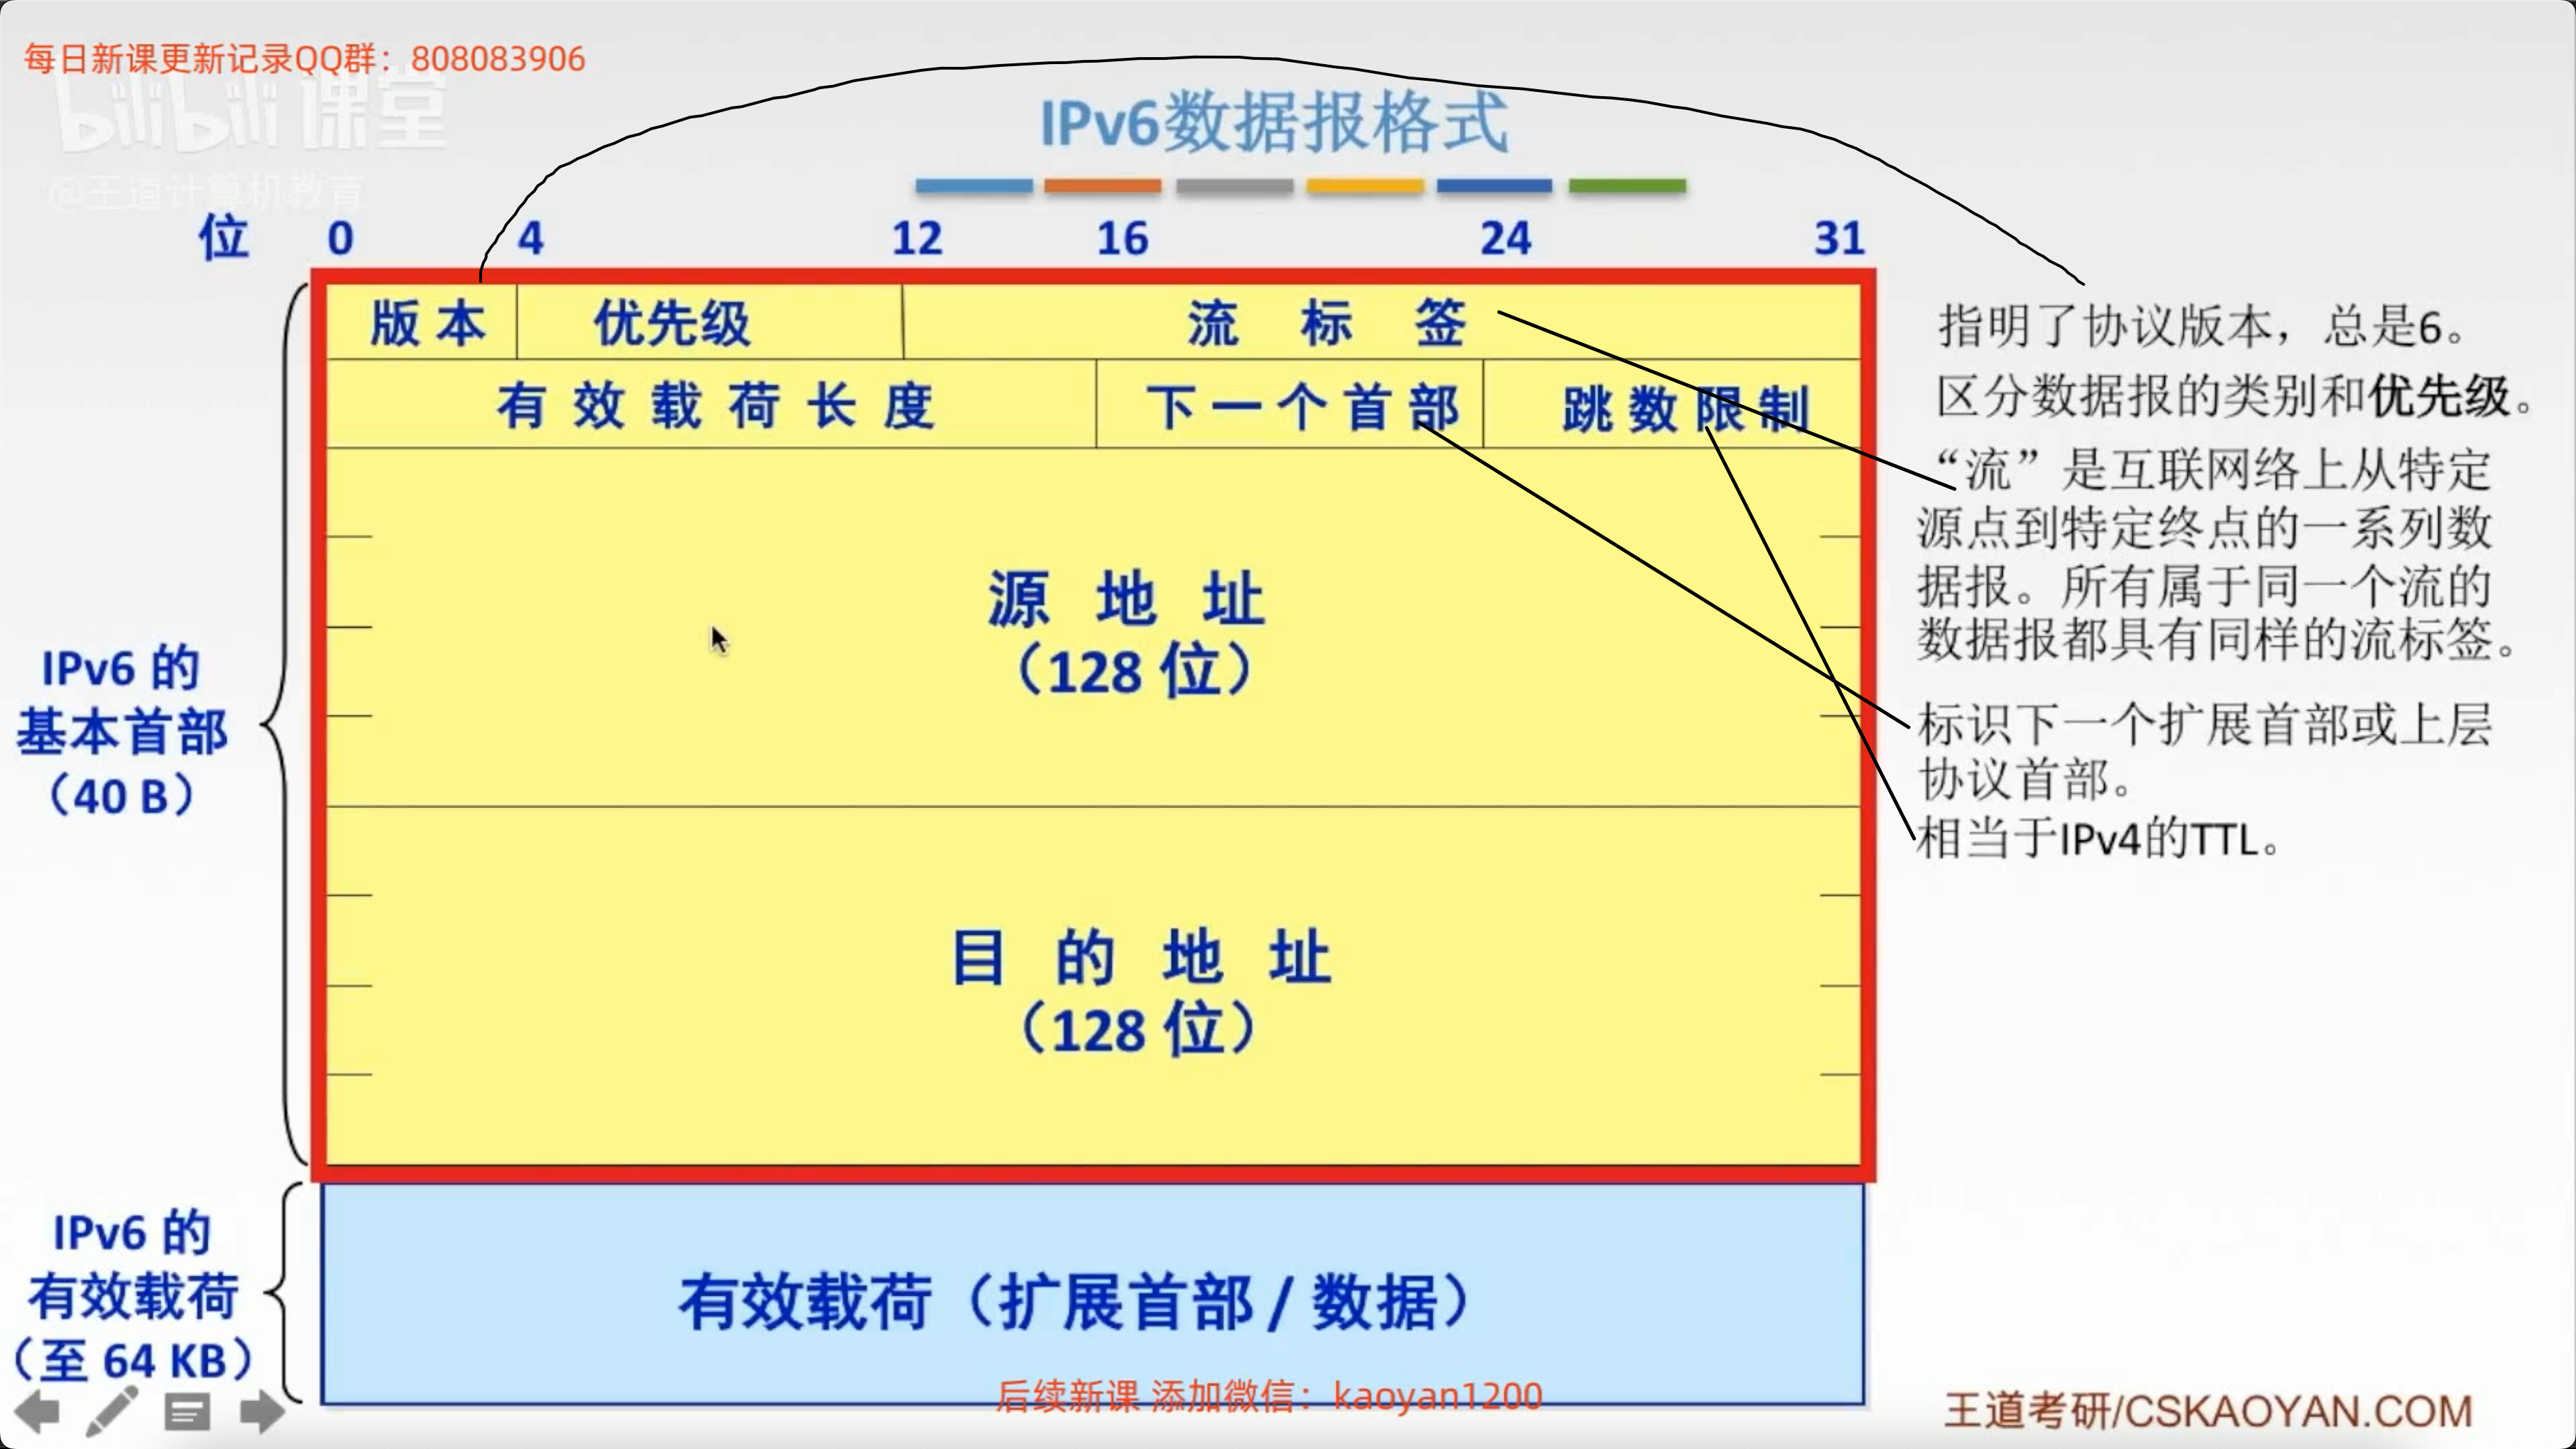 每日新课更新记录QQ群：808083906
bilibili 课堂
@王道计算机教育
IPv6数据报格式
位 0 4 12 16 24 31
版本 优先级 流标签
有效载荷长度 下一个首部 跳数限制
源地址
（128 位）
目的地址
（128 位）
IPv6 的
基本首部
（40 B）
IPv6 的
有效载荷
（至 64 KB）
有效载荷（扩展首部 / 数据）
指明了协议版本，总是6。
区分数据报的类别和优先级。
“流”是互联网络上从特定
源点到特定终点的一系列数
据报。所有属于同一个流的
数据报都具有同样的流标签。
标识下一个扩展首部或上层
协议首部。
相当于IPv4的TTL。
后续新课 添加微信：kaoyan1200
王道考研/CSKAOYAN.COM